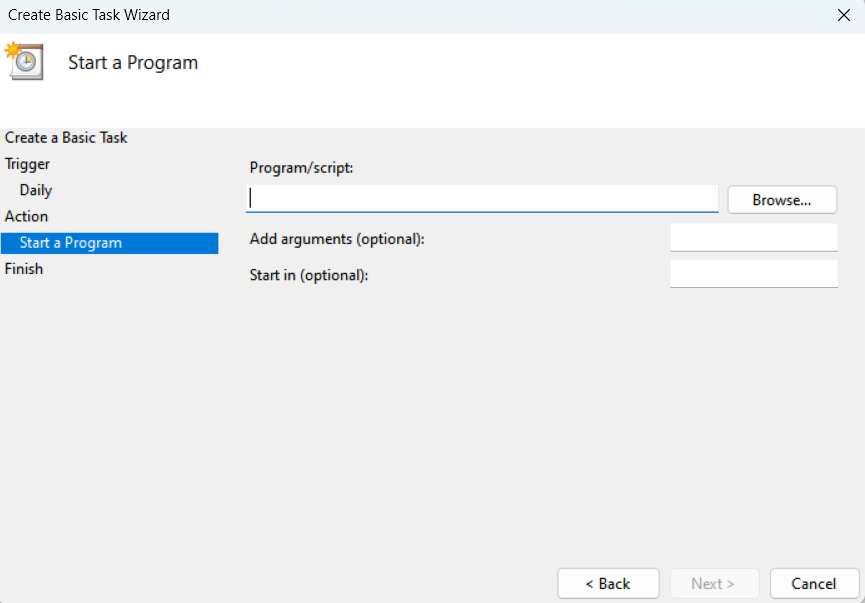 Create Basic Task Wizard
Start a Program
Create a Basic Task
Trigger
Daily
Action
Start a Program
Finish
Program/script:
Browse...
Add arguments (optional):
Start in (optional):
< Back
Next >
Cancel